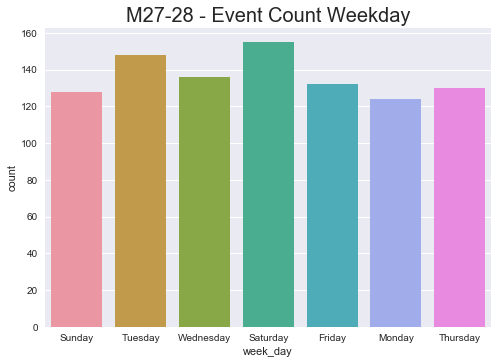 M27-28 - Event Count Weekday
160
140
120
100
80
60
40
20
0
count
Sunday Tuesday Wednesday Saturday Friday Monday Thursday
week_day